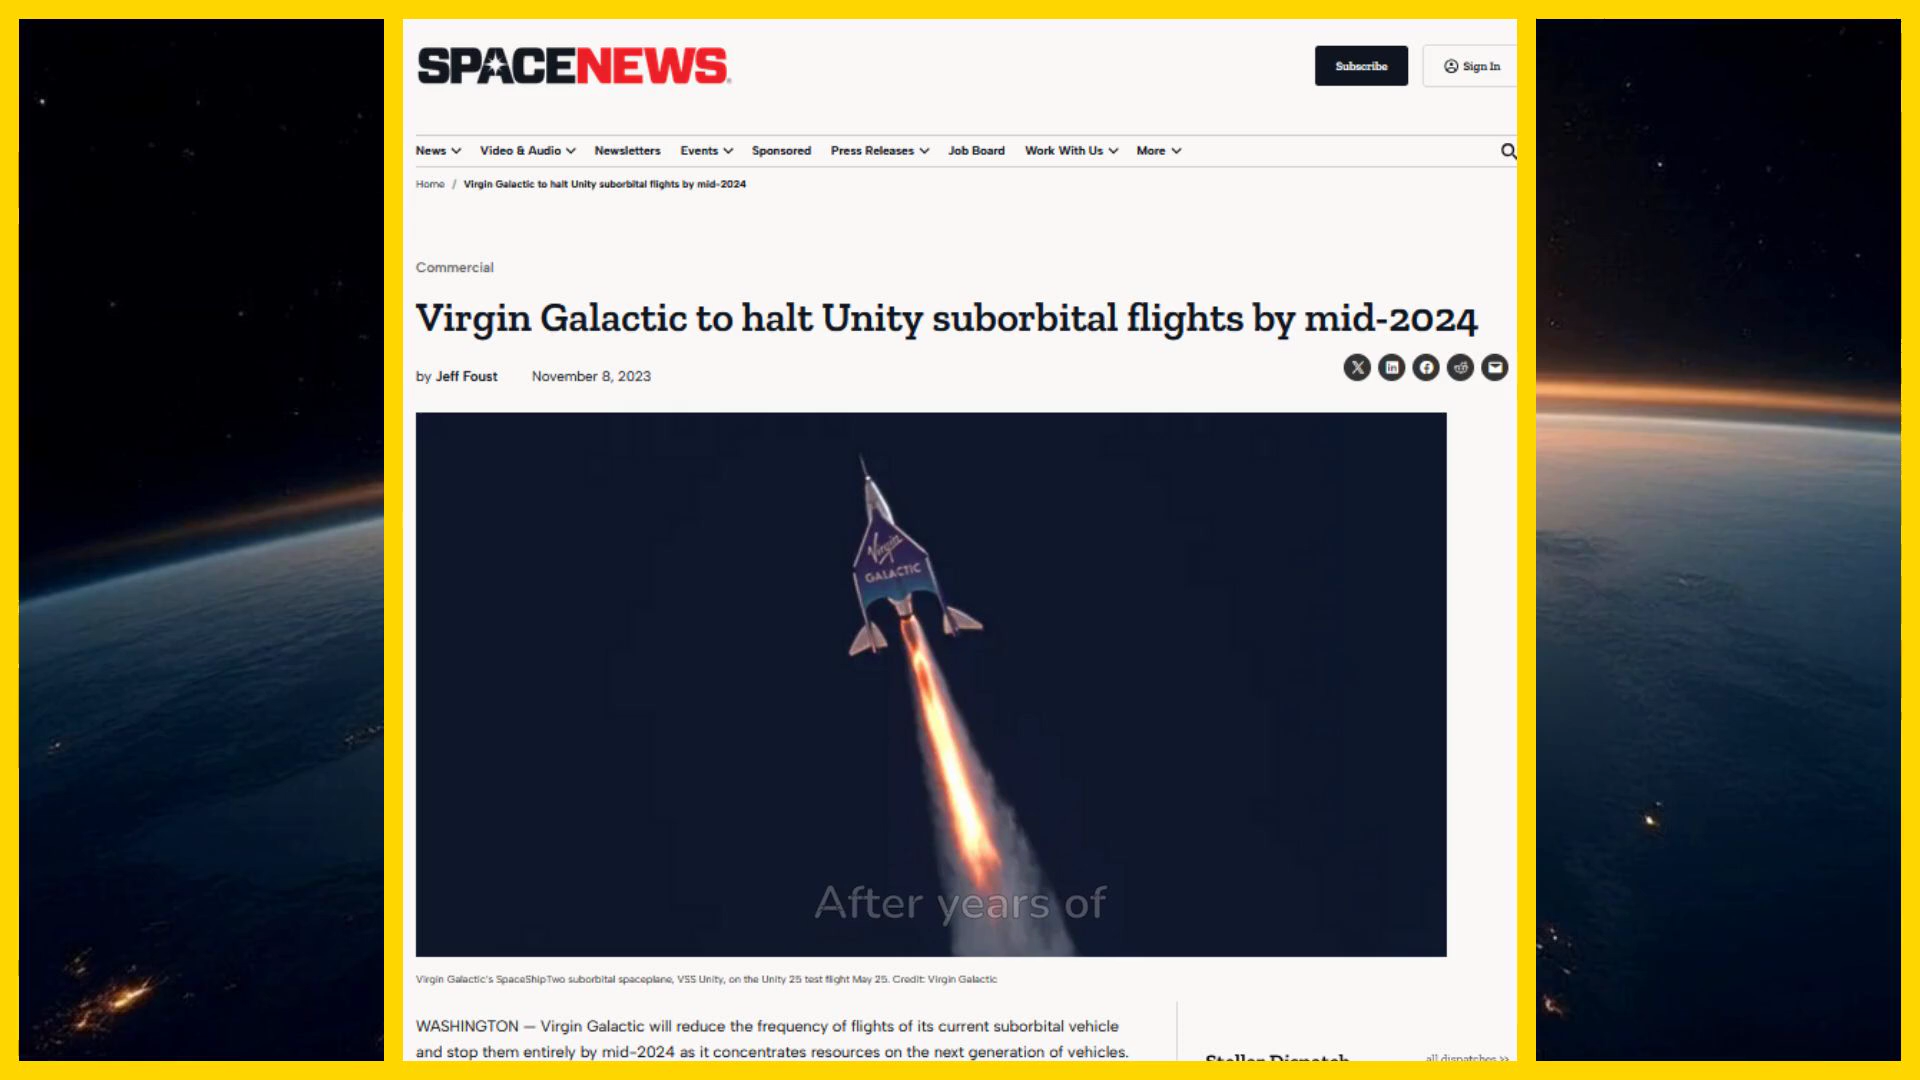 SPACENEWS
Subscribe
Sign In
News Video & Audio Newsletters Events Sponsored Press Releases Job Board Work With Us More
Home / Virgin Galactic to halt Unity suborbital flights by mid-2024
Commercial
Virgin Galactic to halt Unity suborbital flights by mid-2024
by Jeff Foust November 8, 2023
Virgin
GALACTIC
After years of
Virgin Galactic's SpaceShipTwo suborbital spaceplane, VSS Unity, on the Unity 25 test flight May 25. Credit: Virgin Galactic
WASHINGTON — Virgin Galactic will reduce the frequency of flights of its current suborbital vehicle
and stop them entirely by mid-2024 as it concentrates resources on the next generation of vehicles.
Stellar Dispatch
all dispatches >>